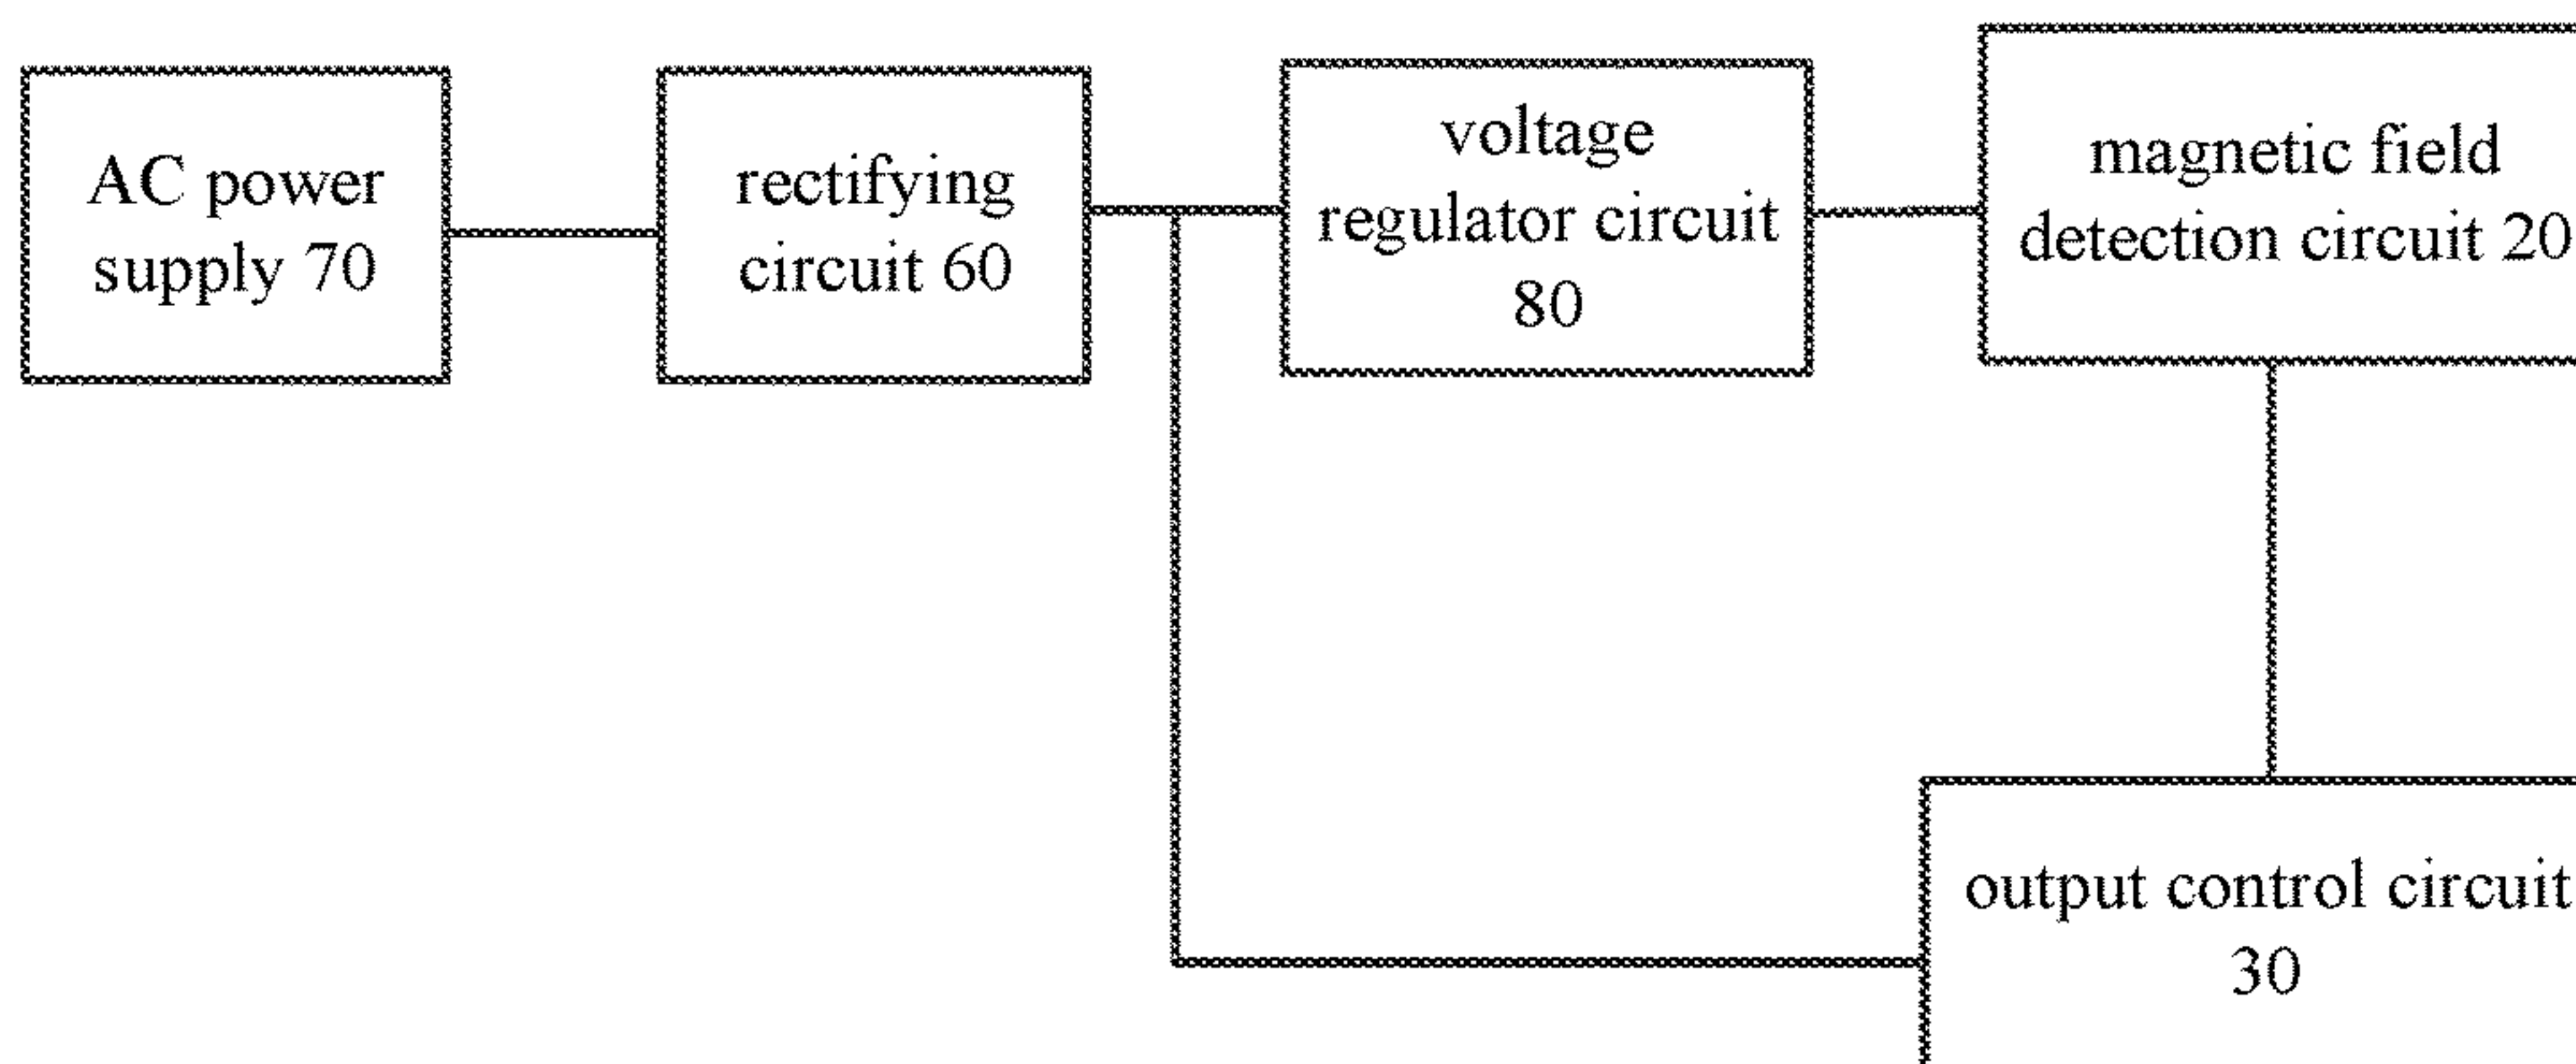 AC power
supply 70
rectifying
circuit 60
voltage
regulator circuit
80
magnetic field
detection circuit 20
output control circuit
30